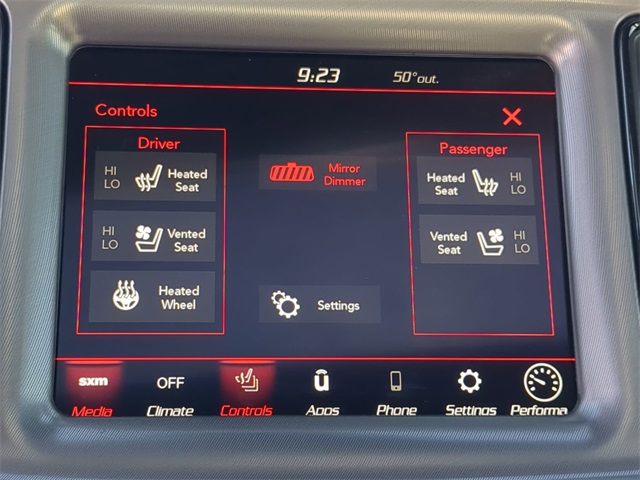 9:23 50°out.
Controls
Driver
Passenger
HI
LO
Heated
Seat
Mirror
Dimmer
Heated
Seat
HI
LO
HI
LO
Vented
Seat
Vented
Seat
HI
LO
Heated
Wheel
Settings
sxm OFF
Media Climate Controls Apps Phone Settings Performa